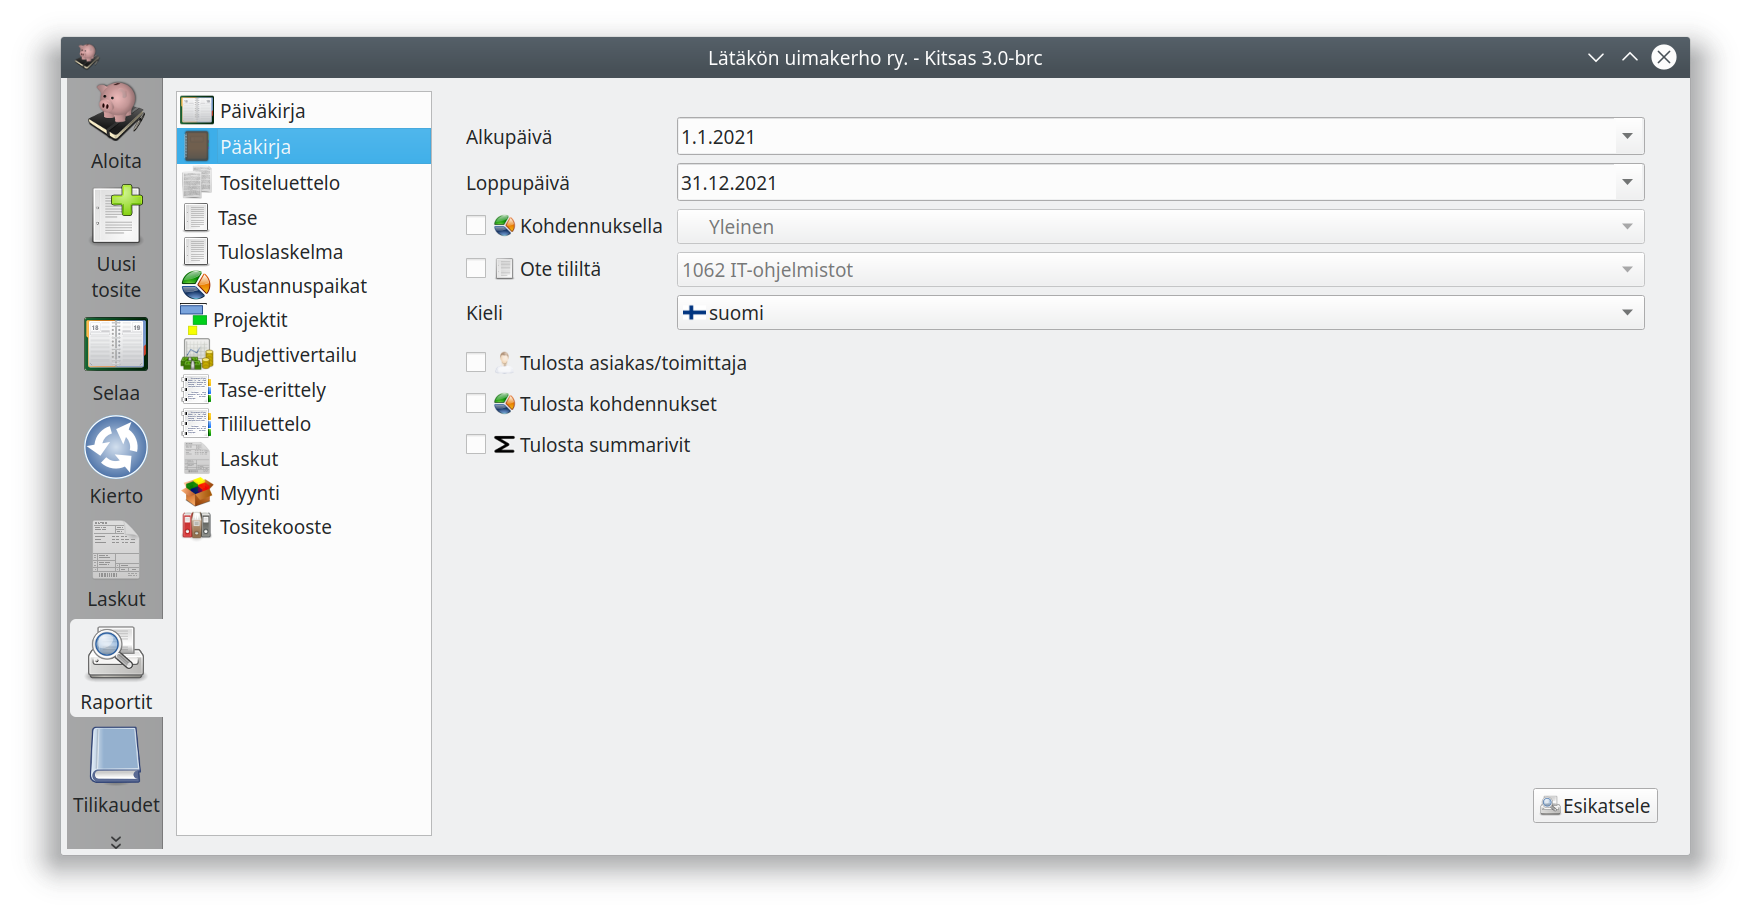 Lätäkön uimakerho ry. - Kitsas 3.0-brc
Aloita
Uusi
tosite
18 19
Selaa
Kierto
Laskut
Raportit
Tilikaudet
Päiväkirja
Pääkirja
Tositeluettelo
Tase
Tuloslaskelma
Kustannuspaikat
Projektit
Budjettivertailu
Tase-erittely
Tililuettelo
Laskut
Myynti
Tositekooste
Alkupäivä 1.1.2021
Loppupäivä 31.12.2021
Kohdennuksella Yleinen
Ote tililtä 1062 IT-ohjelmistot
Kieli suomi
Tulosta asiakas/toimittaja
Tulosta kohdennukset
Tulosta summarivit
Esikatsele